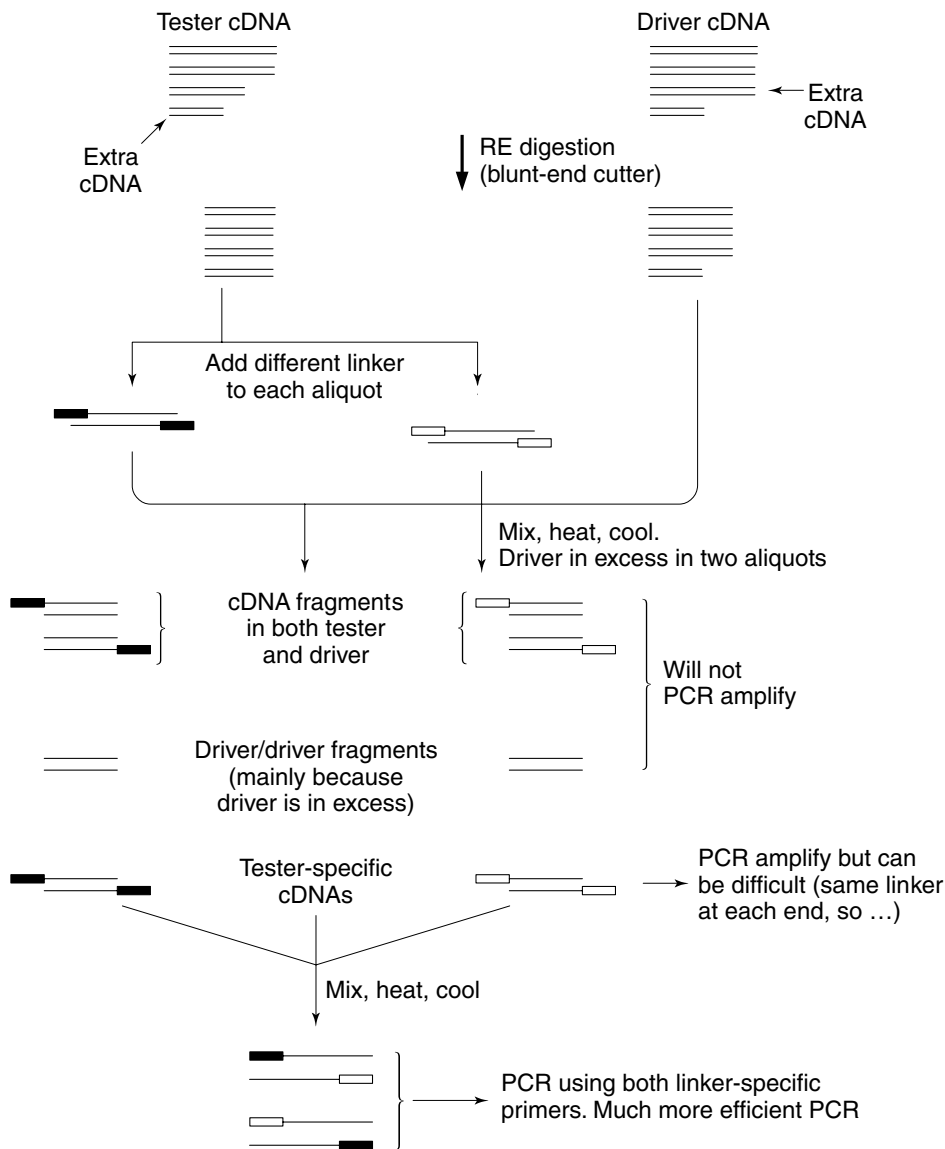 Tester cDNA
Driver cDNA
Extra
cDNA
Extra
cDNA
RE digestion
(blunt-end cutter)
Add different linker
to each aliquot
Mix, heat, cool.
Driver in excess in two aliquots
cDNA fragments
in both tester
and driver
Will not
PCR amplify
Driver/driver fragments
(mainly because
driver is in excess)
Tester-specific
cDNAs
PCR amplify but can
be difficult (same linker
at each end, so …)
Mix, heat, cool
PCR using both linker-specific
primers. Much more efficient PCR